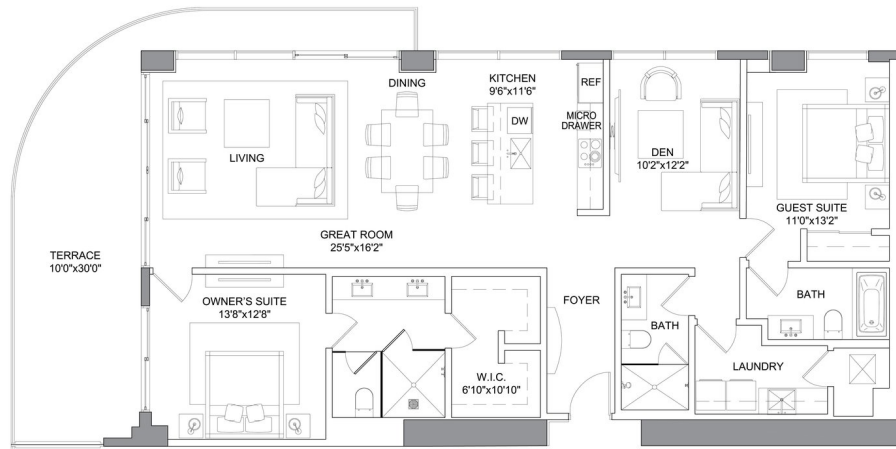 DINING
KITCHEN
9'6"x11'6"
REF
DW
MICRO
DRAWER
LIVING
DEN
10'2"x12'2"
GUEST SUITE
11'0"x13'2"
GREAT ROOM
25'5"x16'2"
TERRACE
10'0"x30'0"
OWNER'S SUITE
13'8"x12'8"
FOYER
BATH
BATH
W.I.C.
6'10"x10'10"
LAUNDRY